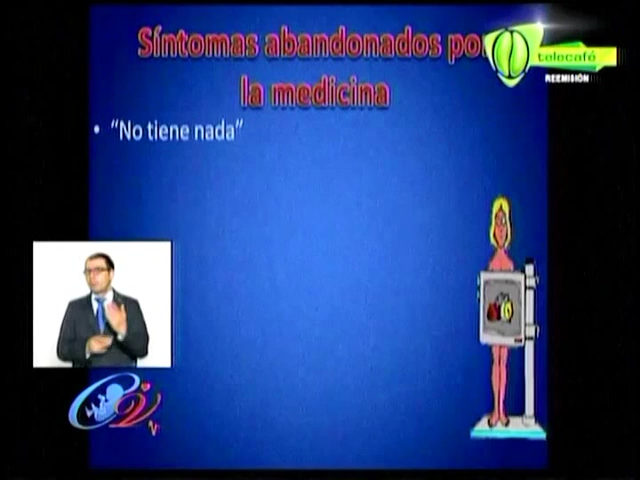 Síntomas abandonados po
la medicina
telecafé
REEMISIÓN
• “No tiene nada”